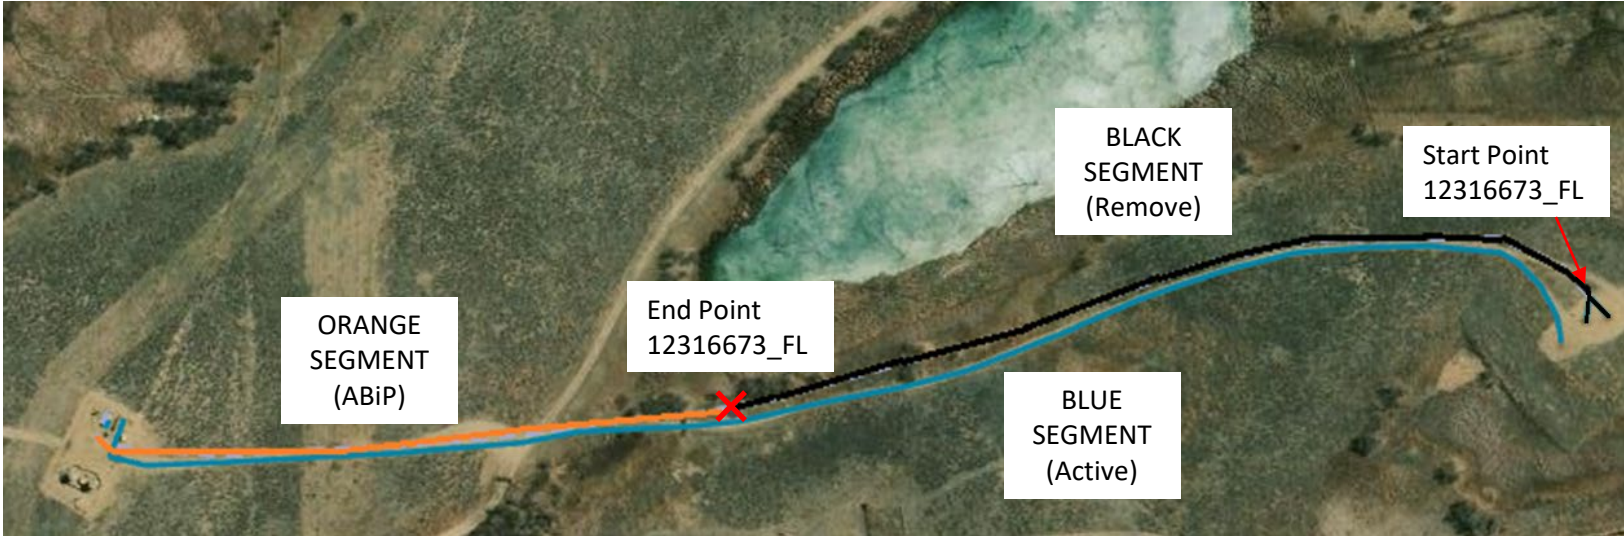 BLACK
SEGMENT
(Remove)
Start Point
12316673_FL
End Point
12316673_FL
ORANGE
SEGMENT
(ABiP)
BLUE
SEGMENT
(Active)